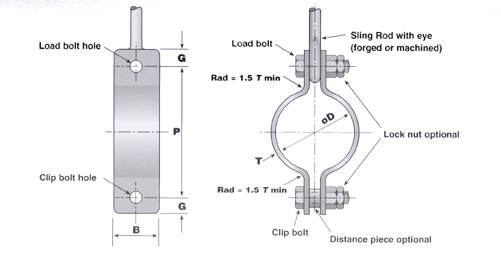 Load bolt hole
G
P
Clip bolt hole
G
B
Sling Rod with eye
(forged or machined)
Load bolt
Rad = 1.5 T min
øD
Lock nut optional
T
Rad = 1.5 T min
Clip bolt
Distance piece optional